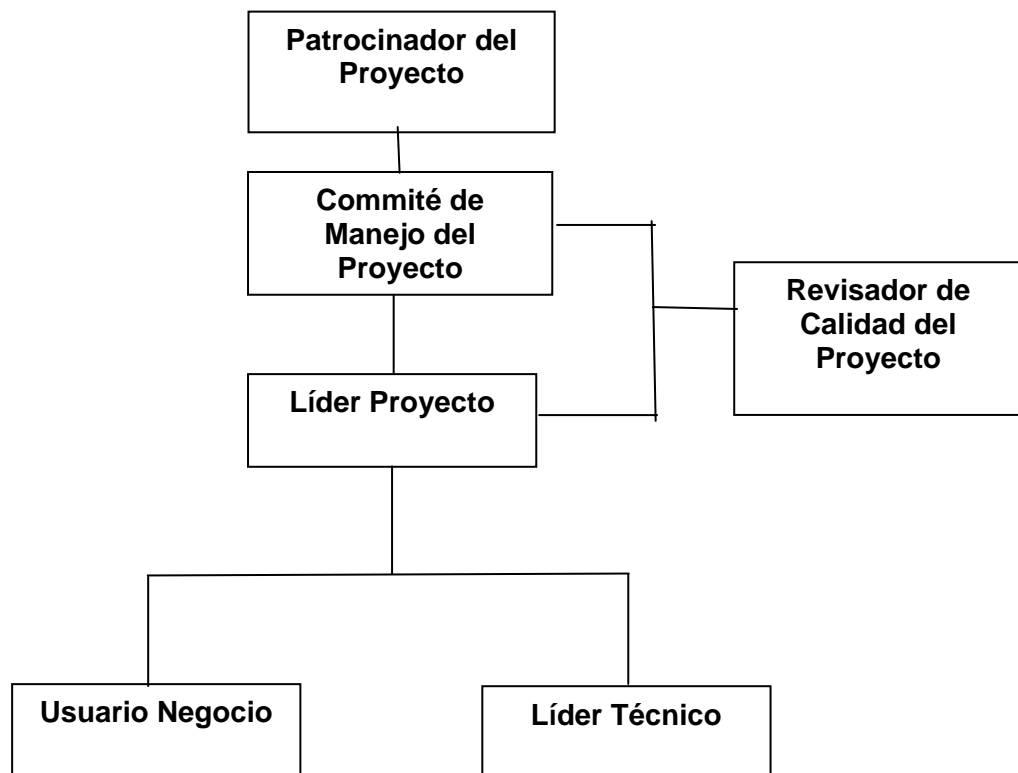 Patrocinador del
Proyecto
Commité de
Manejo del
Proyecto
Revisador de
Calidad del
Proyecto
Líder Proyecto
Usuario Negocio
Líder Técnico